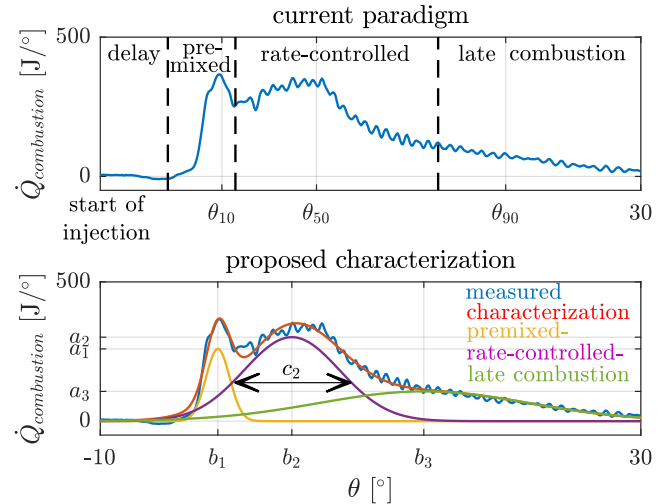 current paradigm
500
0
Q̇combustion [J/°]
delay
pre-
mixed
rate-controlled
late combustion
start of
injection
θ10
θ50
θ90
30
proposed characterization
500
a2
a1
a3
0
Q̇combustion [J/°]
measured
characterization
premixed-
rate-controlled-
late combustion
c2
-10
b1
b2
b3
30
θ [°]